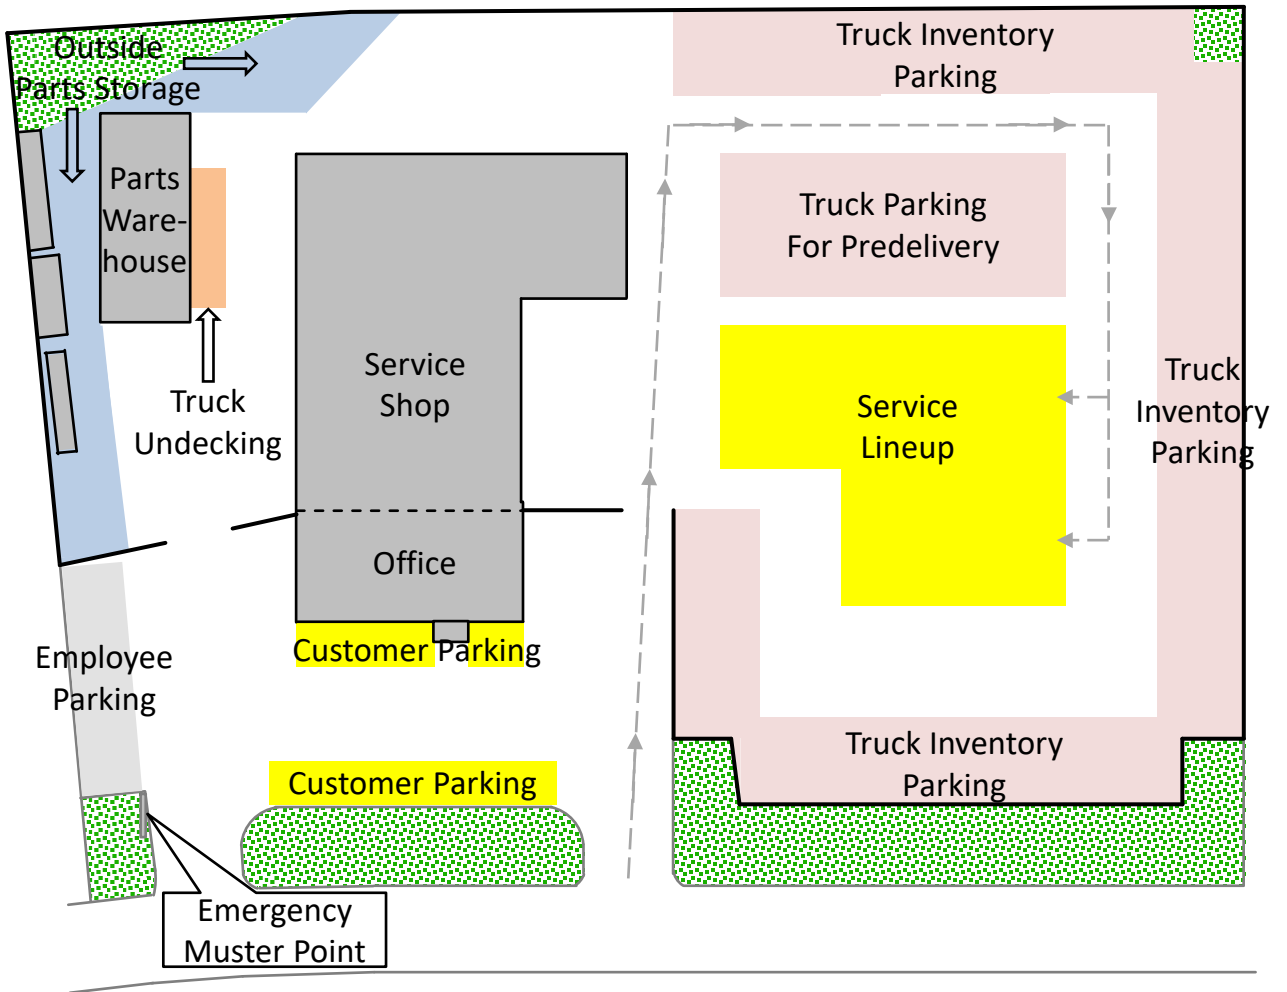 Outside
Parts Storage
Truck Inventory
Parking
Parts
Ware-
house
Truck Parking
For Predelivery
Truck
Undecking
Service
Shop
Service
Lineup
Truck
Inventory
Parking
Office
Customer Parking
Employee
Parking
Customer Parking
Truck Inventory
Parking
Emergency
Muster Point